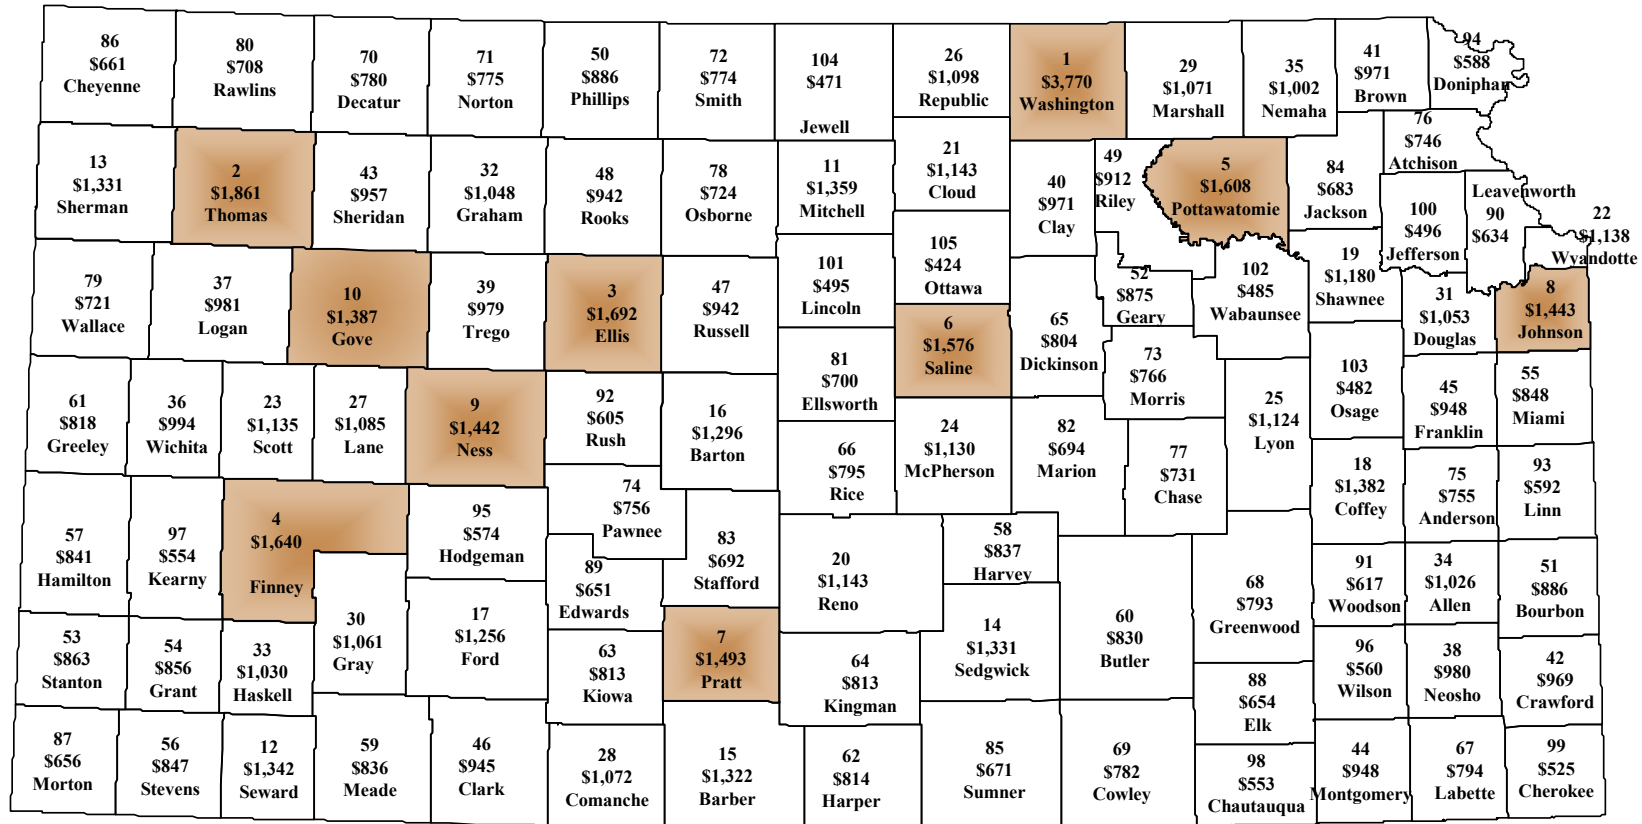 86
$661
Cheyenne
80
$708
Rawlins
70
$780
Decatur
71
$775
Norton
50
$886
Phillips
72
$774
Smith
104
$471
Jewell
26
$1,098
Republic
1
$3,770
Washington
29
$1,071
Marshall
35
$1,002
Nemaha
41
$971
Brown
94
$588
Doniphan
13
$1,331
Sherman
2
$1,861
Thomas
43
$957
Sheridan
32
$1,048
Graham
48
$942
Rooks
78
$724
Osborne
11
$1,359
Mitchell
21
$1,143
Cloud
40
$971
Clay
49
$912
Riley
5
$1,608
Pottawatomie
84
$683
Jackson
76
$746
Atchison
100
$496
Jefferson
Leavenworth
90
$634
22
$1,138
Wyandotte
79
$721
Wallace
37
$981
Logan
10
$1,387
Gove
39
$979
Trego
3
$1,692
Ellis
47
$942
Russell
101
$495
Lincoln
105
$424
Ottawa
6
$1,576
Saline
65
$804
Dickinson
52
$875
Geary
102
$485
Wabaunsee
19
$1,180
Shawnee
31
$1,053
Douglas
8
$1,443
Johnson
61
$818
Greeley
36
$994
Wichita
23
$1,135
Scott
27
$1,085
Lane
9
$1,442
Ness
92
$605
Rush
16
$1,296
Barton
81
$700
Ellsworth
66
$795
Rice
24
$1,130
McPherson
82
$694
Marion
73
$766
Morris
77
$731
Chase
25
$1,124
Lyon
103
$482
Osage
45
$948
Franklin
55
$848
Miami
57
$841
Hamilton
97
$554
Kearny
4
$1,640
Finney
95
$574
Hodgeman
74
$756
Pawnee
83
$692
Stafford
20
$1,143
Reno
58
$837
Harvey
18
$1,382
Coffey
75
$755
Anderson
93
$592
Linn
89
$651
Edwards
68
$793
Greenwood
91
$617
Woodson
34
$1,026
Allen
51
$886
Bourbon
53
$863
Stanton
54
$856
Grant
33
$1,030
Haskell
30
$1,061
Gray
17
$1,256
Ford
63
$813
Kiowa
7
$1,493
Pratt
64
$813
Kingman
14
$1,331
Sedgwick
60
$830
Butler
88
$654
Elk
96
$560
Wilson
38
$980
Neosho
42
$969
Crawford
87
$656
Morton
56
$847
Stevens
12
$1,342
Seward
59
$836
Meade
46
$945
Clark
28
$1,072
Comanche
15
$1,322
Barber
62
$814
Harper
85
$671
Sumner
69
$782
Cowley
98
$553
Chautauqua
44
$948
Montgomery
67
$794
Labette
99
$525
Cherokee